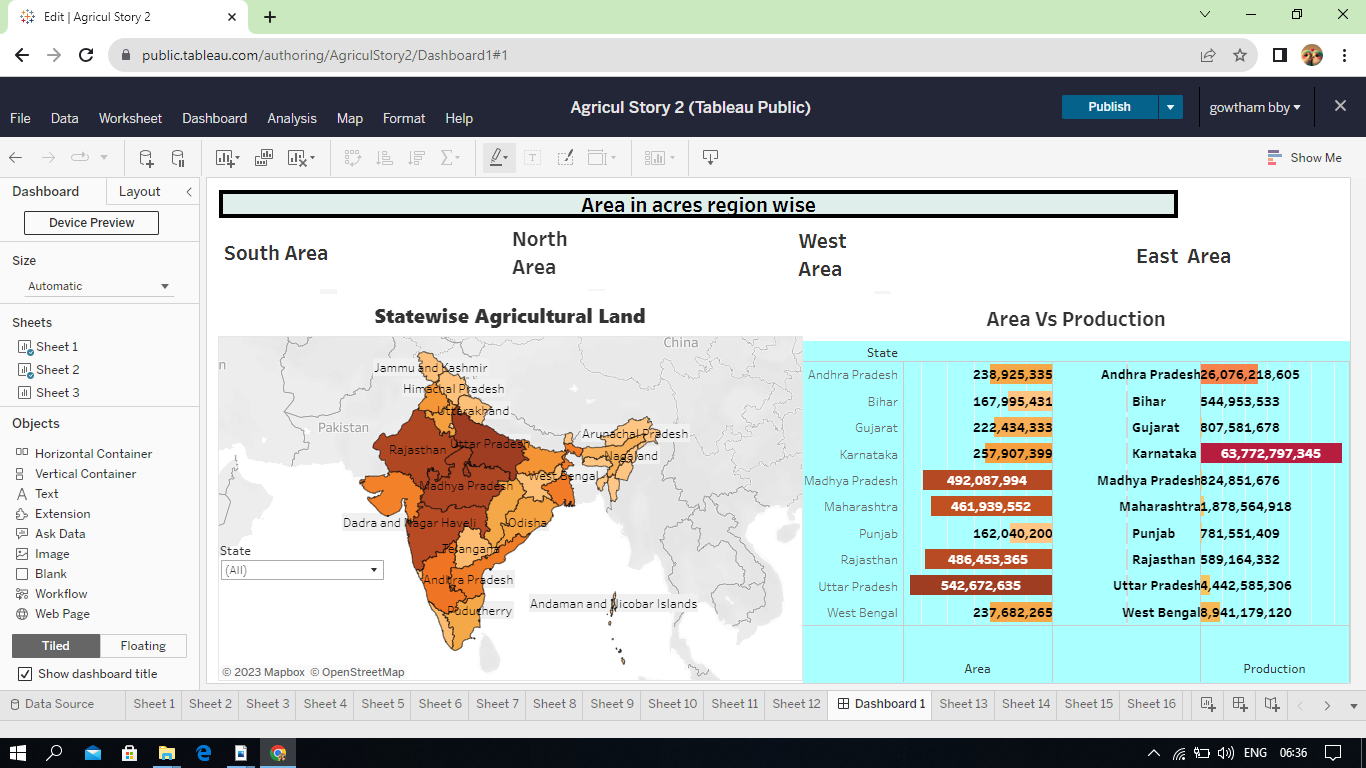 Edit | Agricul Story 2
public.tableau.com/authoring/AgriculStory2/Dashboard1#1
Agricul Story 2 (Tableau Public)
Publish
gowtham bby
File Data Worksheet Dashboard Analysis Map Format Help
Show Me
Dashboard Layout
Device Preview
Size
Automatic
Sheets
Sheet 1
Sheet 2
Sheet 3
Objects
Horizontal Container
Vertical Container
Text
Extension
Ask Data
Image
Blank
Workflow
Web Page
Tiled Floating
Show dashboard title
Area in acres region wise
South Area
North
Area
West
Area
East Area
Statewise Agricultural Land
China
Jammu and Kashmir
Himachal Pradesh
Uttarakhand
Pakistan
Arunachal Pradesh
Rajasthan
Uttar Pradesh
Nagaland
West Bengal
Madhya Pradesh
Dadra and Nagar Haveli
Odisha
Telangana
State
(All)
Andhra Pradesh
Puducherry
Andaman and Nicobar Islands
© 2023 Mapbox © OpenStreetMap
Area Vs Production
State
Andhra Pradesh 238,925,335 Andhra Pradesh 26,076,218,605
Bihar 167,995,431 Bihar 544,953,533
Gujarat 222,434,333 Gujarat 807,581,678
Karnataka 257,907,399 Karnataka 63,772,797,345
Madhya Pradesh 492,087,994 Madhya Pradesh 824,851,676
Maharashtra 461,939,552 Maharashtra 1,878,564,918
Punjab 162,040,200 Punjab 781,551,409
Rajasthan 486,453,365 Rajasthan 589,164,332
Uttar Pradesh 542,672,635 Uttar Pradesh 4,442,585,306
West Bengal 237,682,265 West Bengal 8,941,179,120
Area Production
Data Source Sheet 1 Sheet 2 Sheet 3 Sheet 4 Sheet 5 Sheet 6 Sheet 7 Sheet 8 Sheet 9 Sheet 10 Sheet 11 Sheet 12 Dashboard 1 Sheet 13 Sheet 14 Sheet 15 Sheet 16
ENG 06:36